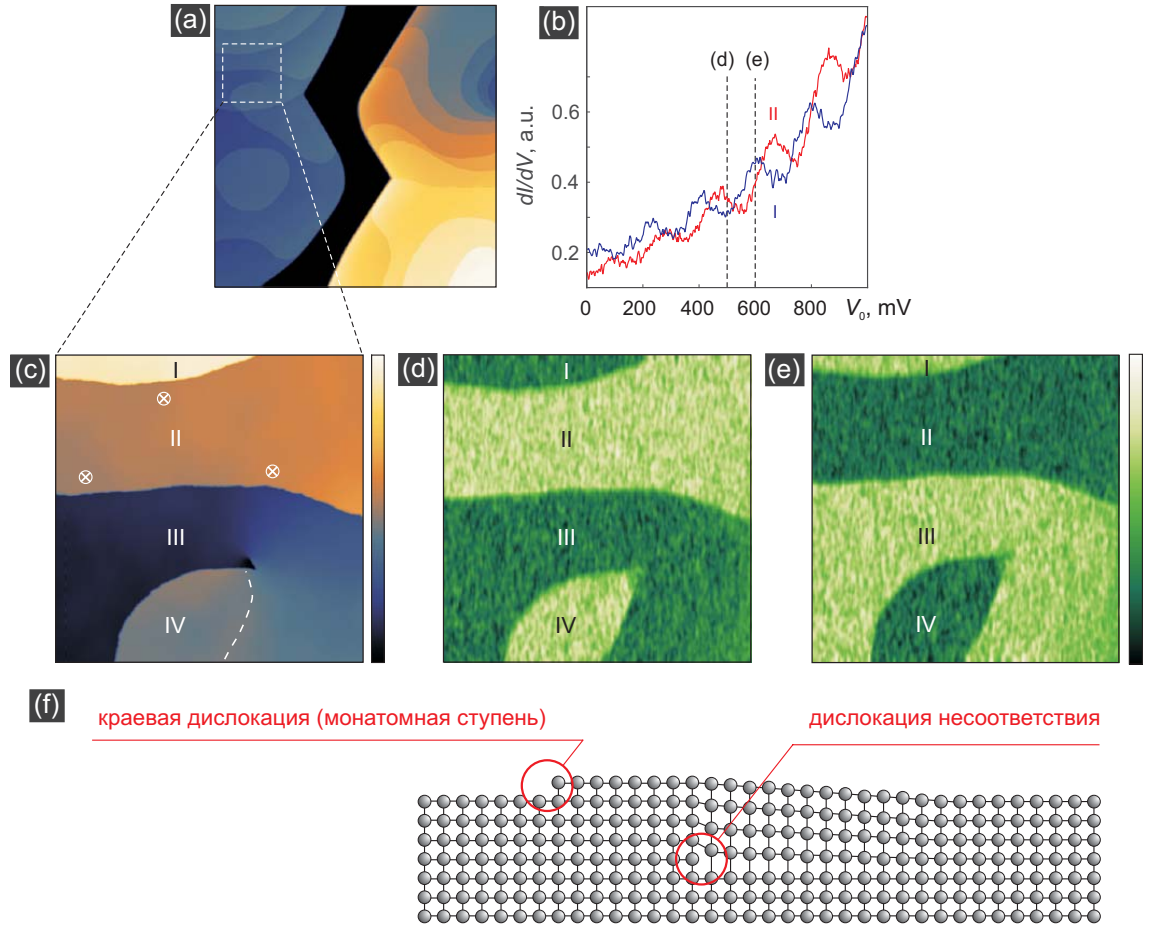 (a)
(b)
(d)
(e)
dI/dV, a.u.
0.6
0.4
0.2
II
I
0
200
400
600
800
V₀, mV
(c)
I
II
III
IV
(d)
I
II
III
IV
(e)
I
II
III
IV
(f)
краевая дислокация (монатомная ступень)
дислокация несоответствия